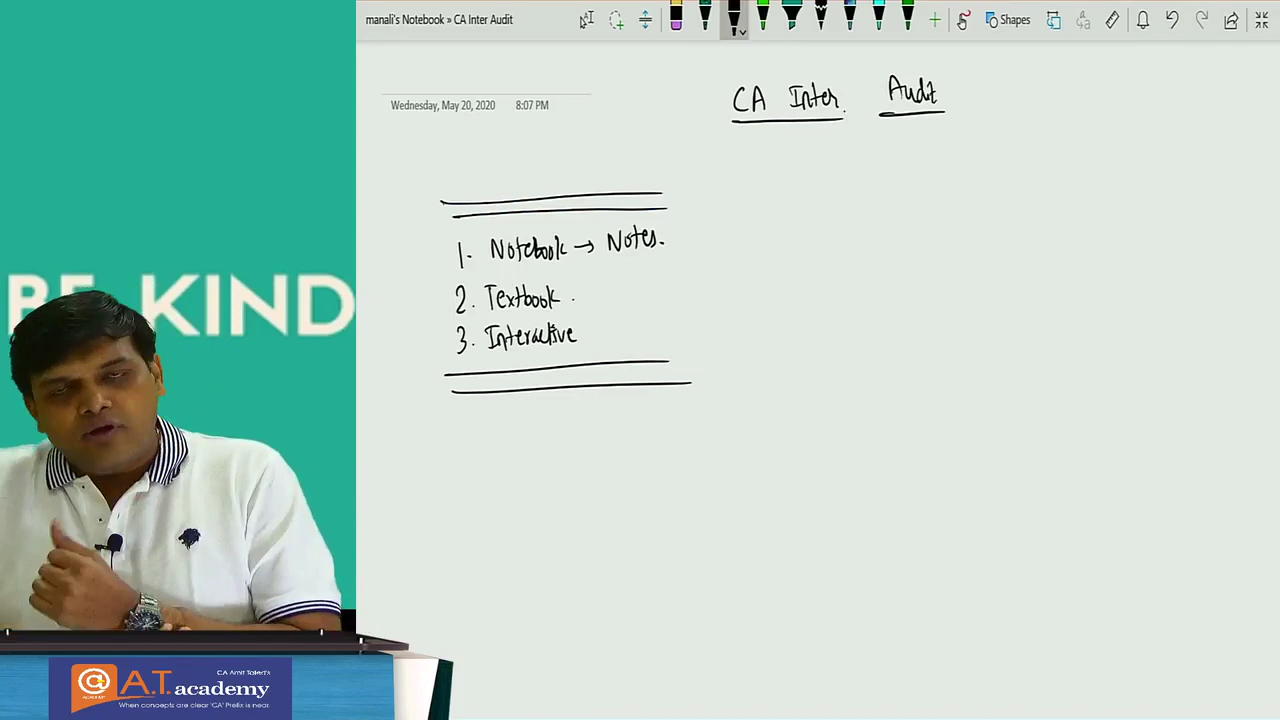 manali's Notebook » CA Inter Audit
Shapes
Wednesday, May 20, 2020 8:07 PM
CA Inter. Audit
1. Notebook → Notes.
2. Textbook.
3. Interactive
BE KIND
CA Amit Talda's
@A.T. academy
ACADEMY
When concepts are clear 'CA' Prefix is near.